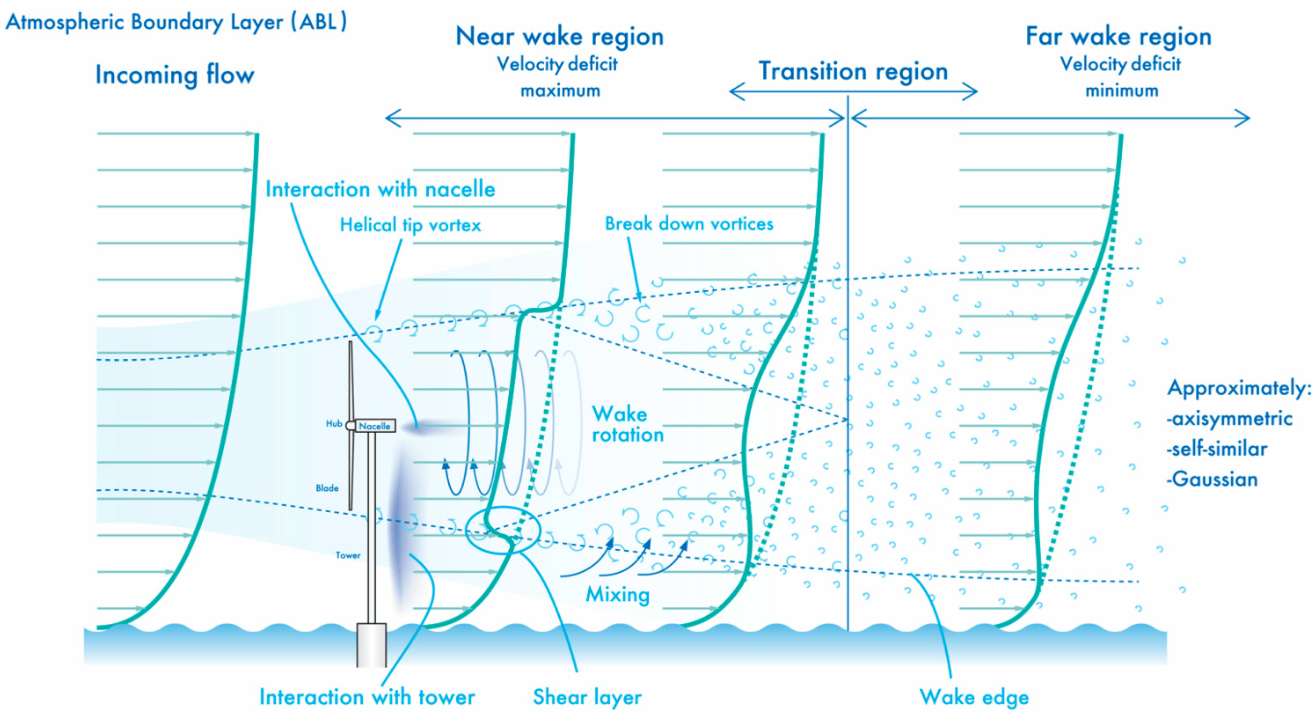 Atmospheric Boundary Layer (ABL)
Incoming flow
Near wake region
Velocity deficit
maximum
Transition region
Far wake region
Velocity deficit
minimum
Interaction with nacelle
Helical tip vortex
Break down vortices
Hub
Nacelle
Wake
rotation
Approximately:
-axisymmetric
-self-similar
-Gaussian
Blade
Tower
Mixing
Interaction with tower
Shear layer
Wake edge